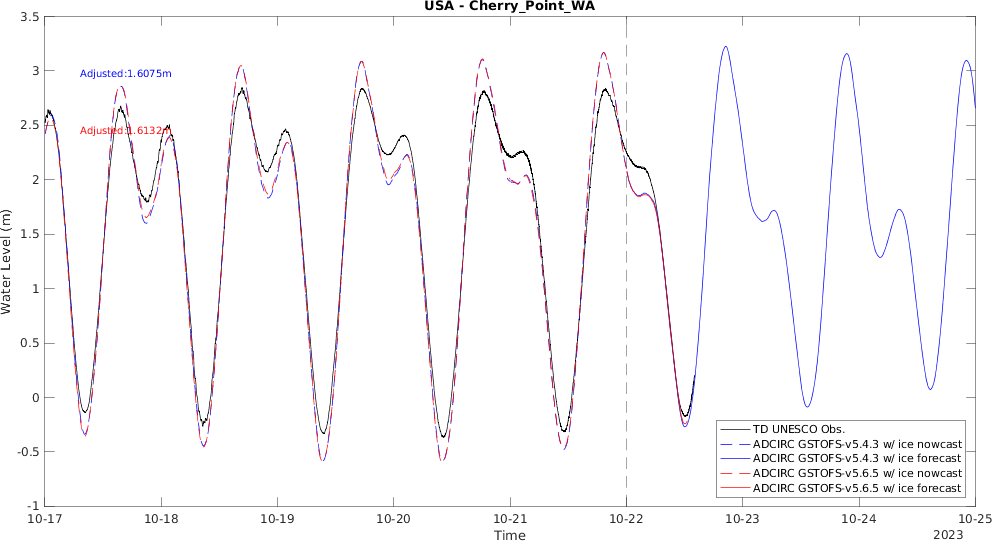 USA - Cherry_Point_WA
3.5
3
2.5
2
1.5
1
0.5
0
-0.5
-1
Water Level (m)
Adjusted:1.6075m
Adjusted:1.6132m
TD UNESCO Obs.
ADCIRC GSTOFS-v5.4.3 w/ ice nowcast
ADCIRC GSTOFS-v5.4.3 w/ ice forecast
ADCIRC GSTOFS-v5.6.5 w/ ice nowcast
ADCIRC GSTOFS-v5.6.5 w/ ice forecast
10-17 10-18 10-19 10-20 10-21 10-22 10-23 10-24 10-25
Time
2023